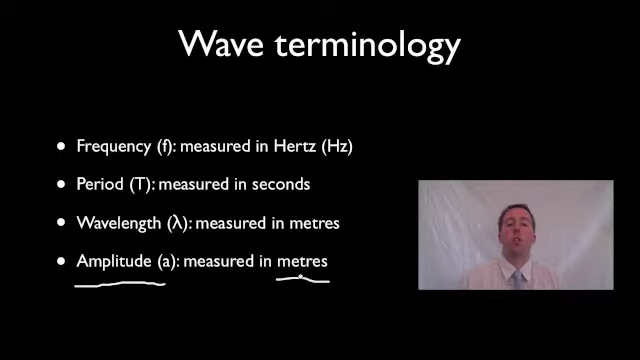 Wave terminology
• Frequency (f): measured in Hertz (Hz)
• Period (T): measured in seconds
• Wavelength (λ): measured in metres
• Amplitude (a): measured in metres